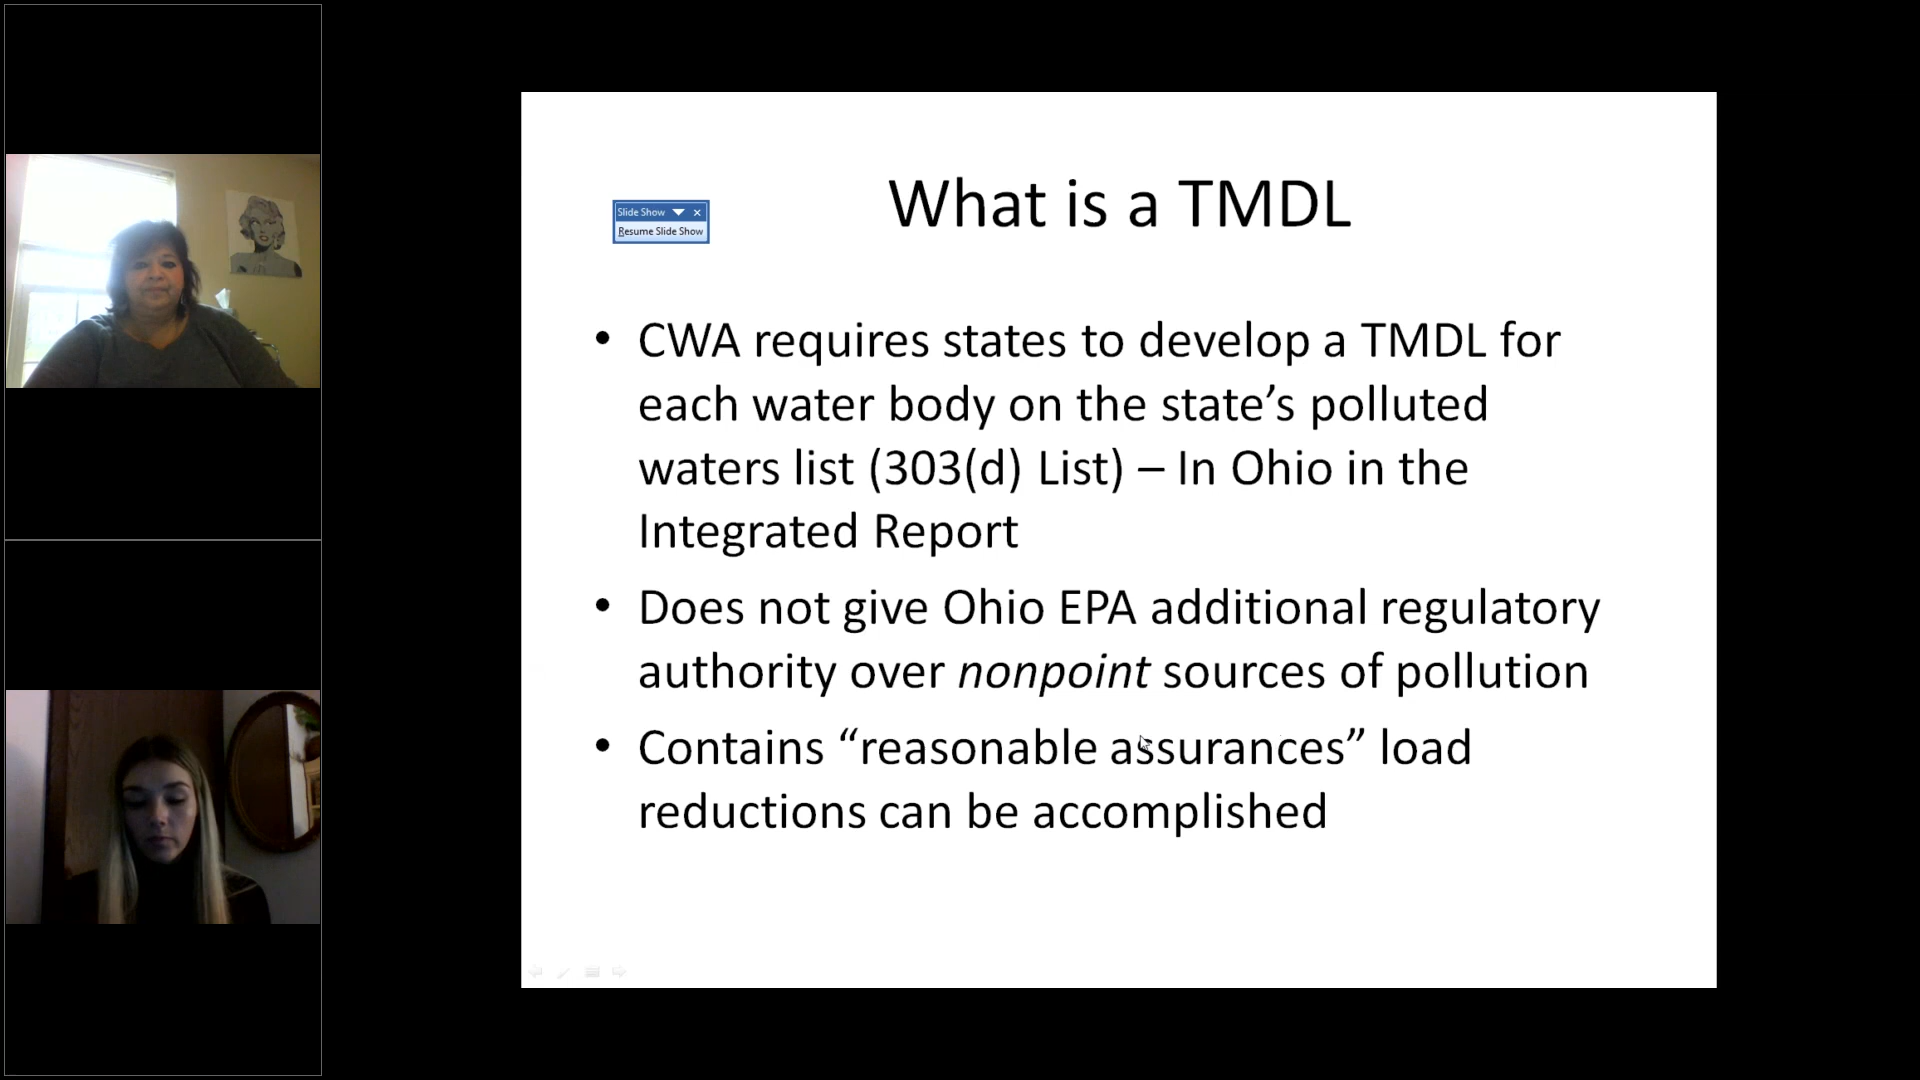 What is a TMDL
Slide Show
Resume Slide Show
• CWA requires states to develop a TMDL for
each water body on the state’s polluted
waters list (303(d) List) – In Ohio in the
Integrated Report
• Does not give Ohio EPA additional regulatory
authority over nonpoint sources of pollution
• Contains “reasonable assurances” load
reductions can be accomplished